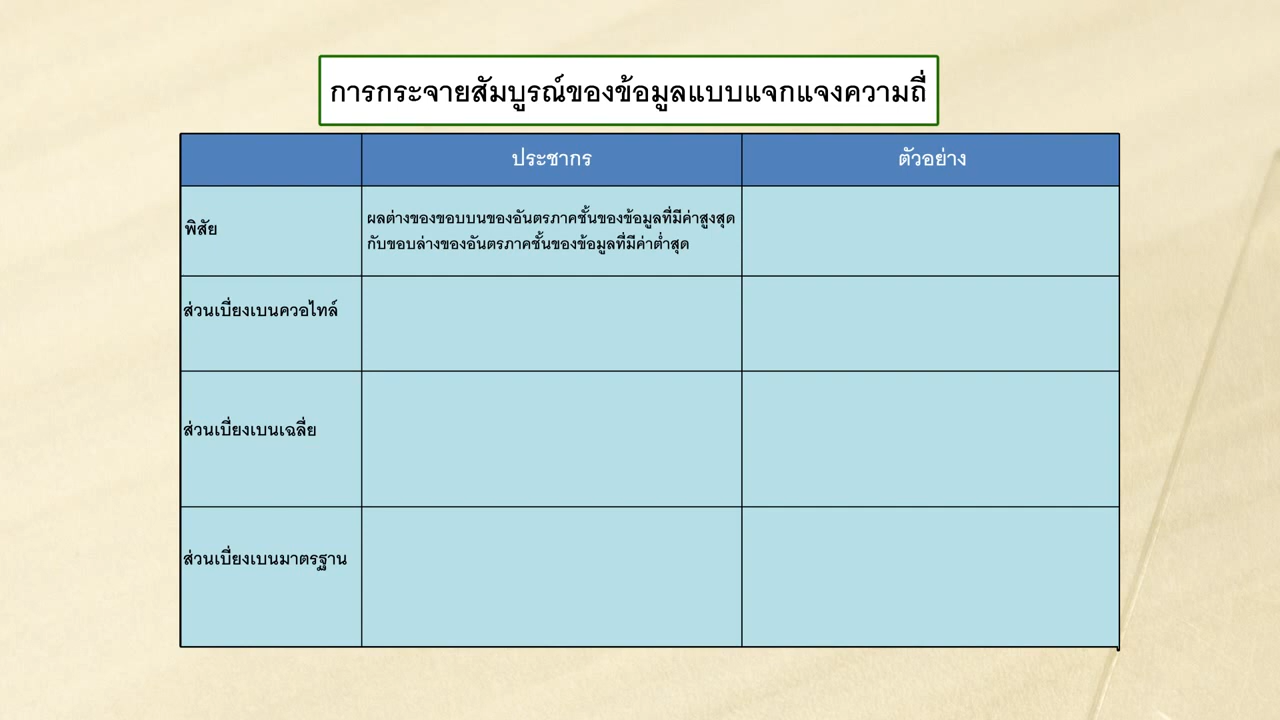 การกระจายสัมบูรณ์ของข้อมูลแบบแจกแจงความถี่
ประชากร
ตัวอย่าง
พิสัย
ผลต่างของขอบบนของอันตรภาคชั้นของข้อมูลที่มีค่าสูงสุด
กับขอบล่างของอันตรภาคชั้นของข้อมูลที่มีค่าต่ำสุด
ส่วนเบี่ยงเบนควอไทล์
ส่วนเบี่ยงเบนเฉลี่ย
ส่วนเบี่ยงเบนมาตรฐาน